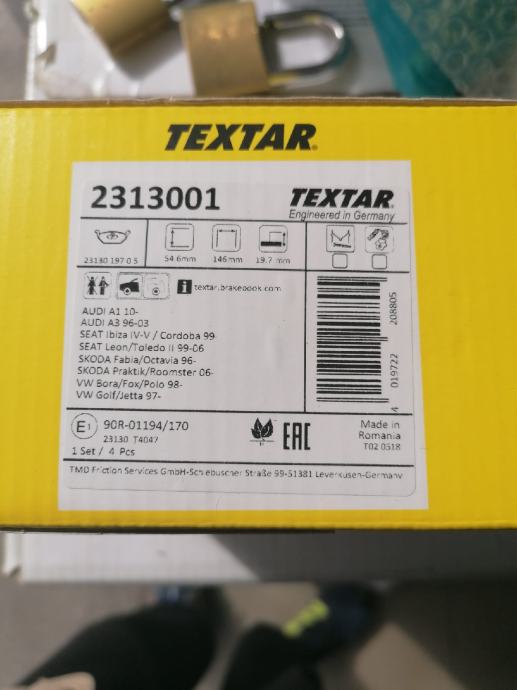 TEXTAR
2313001
TEXTAR
Engineered in Germany
23130 197 0 5
54.6mm
146mm
19.7 mm
i textar.brakebook.com
AUDI A1 10-
AUDI A3 96-03
SEAT Ibiza IV-V / Cordoba 99-
SEAT Leon/Toledo II 99-06
SKODA Fabia/Octavia 96-
SKODA Praktik/Roomster 06-
VW Bora/Fox/Polo 98-
VW Golf/Jetta 97-
4 019722 208805
E1 90R-01194/170
23130 T4047
1 Set / 4 Pcs
EAC
Made in
Romania
T02 0518
TMD Friction Services GmbH-Schlebuscher Straße 99-51381 Leverkusen-Germany